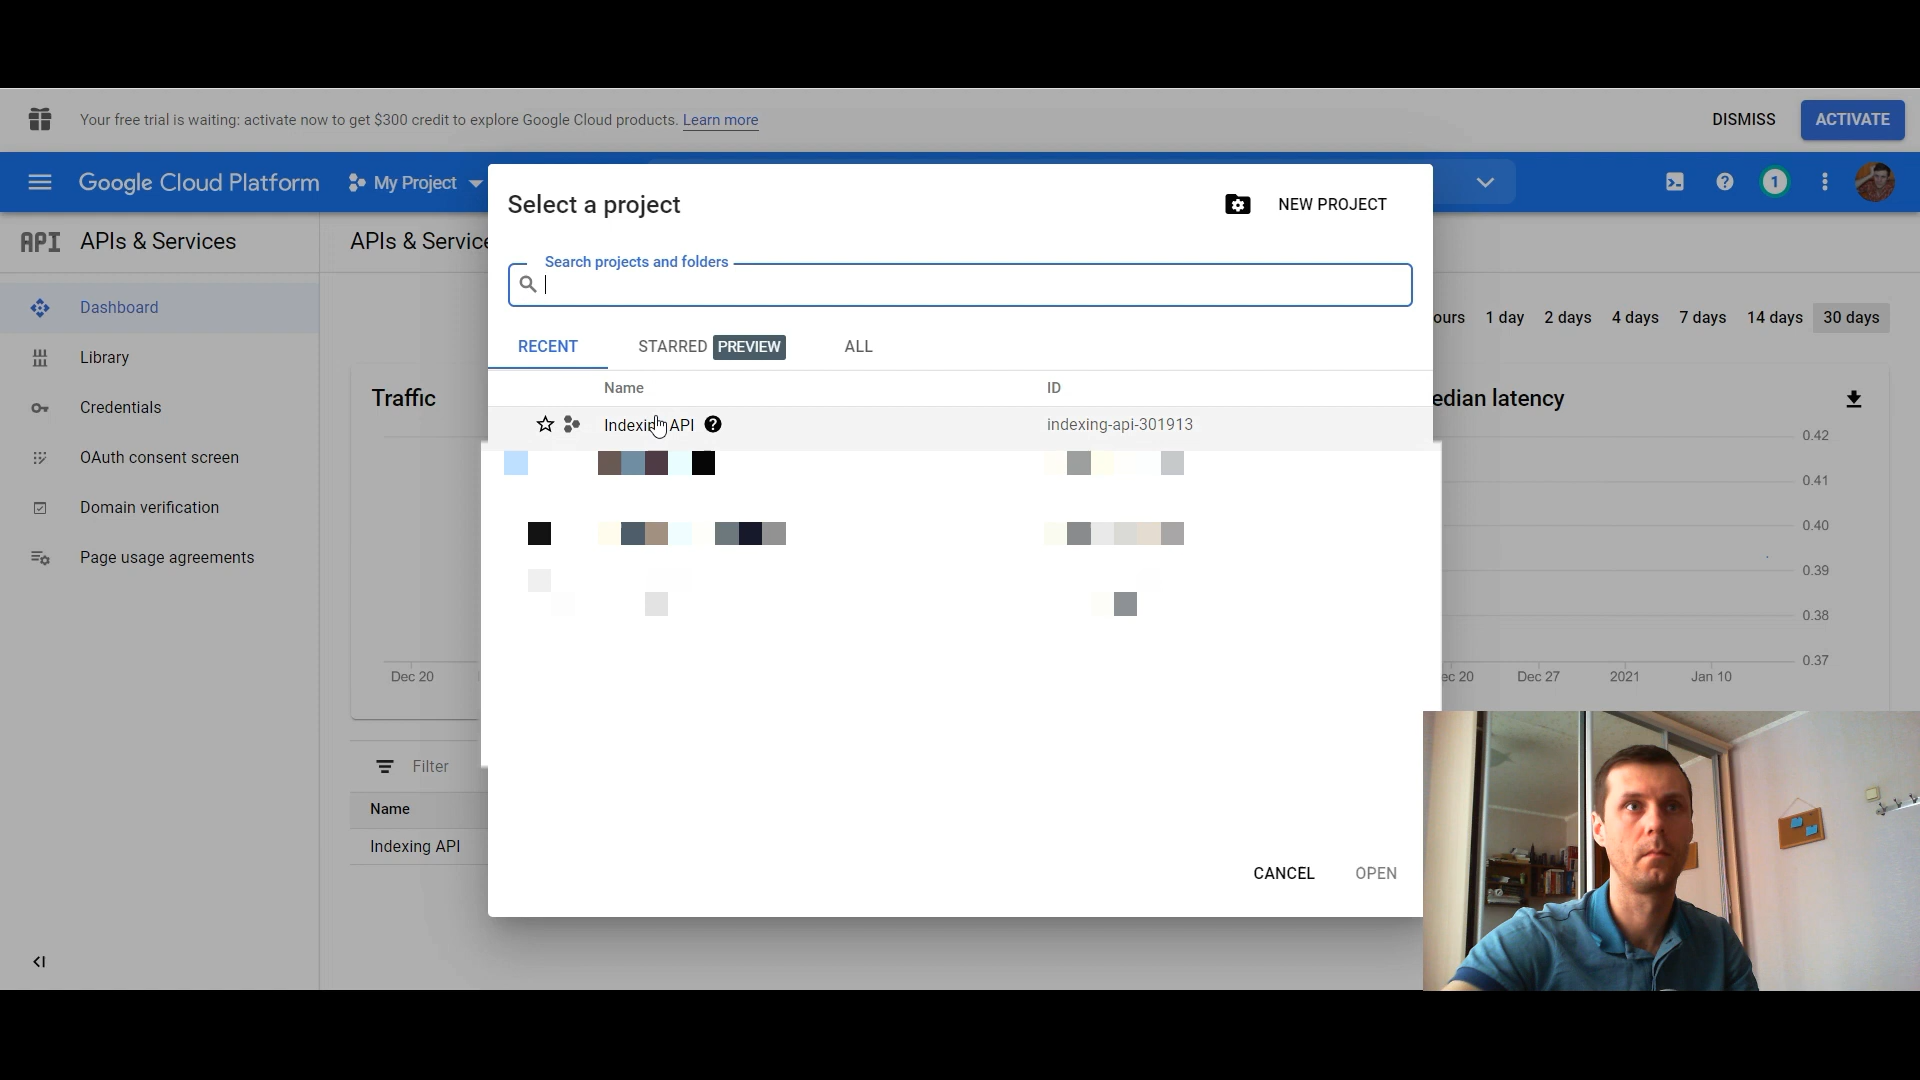 Your free trial is waiting: activate now to get $300 credit to explore Google Cloud products. Learn more
DISMISS
ACTIVATE
Google Cloud Platform
My Project
1
API
APIs & Services
Dashboard
Library
Credentials
OAuth consent screen
Domain verification
Page usage agreements
APIs & Service
Select a project
NEW PROJECT
Search projects and folders
RECENT
STARRED PREVIEW
ALL
Name ID
Indexing API indexing-api-301913
CANCEL
OPEN
ours 1 day 2 days 4 days 7 days 14 days 30 days
Traffic
Dec 20
edian latency
0.42
0.41
0.40
0.39
0.38
0.37
ec 20 Dec 27 2021 Jan 10
Filter
Name
Indexing API